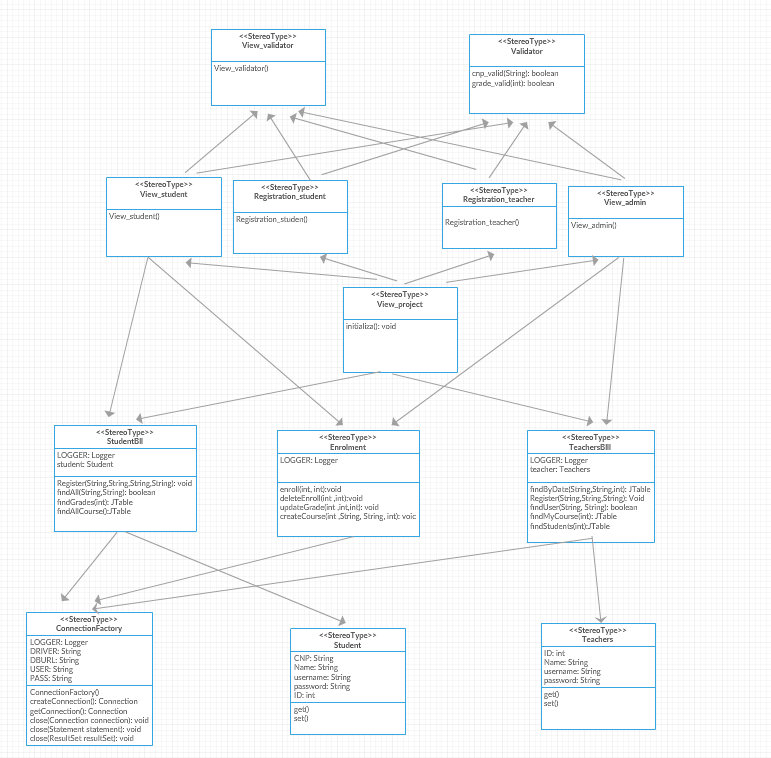 <<StereoType>>
View_validator
View_validator()
<<StereoType>>
Validator
cnp_valid(String): boolean
grade_valid(int): boolean
<<StereoType>>
View_student
View_student()
<<StereoType>>
Registration_student
Registration_studen()
<<StereoType>>
Registration_teacher
Registration_teacher()
<<StereoType>>
View_admin
View_admin()
<<StereoType>>
View_project
initializa(): void
<<StereoType>>
StudentBll
LOGGER: Logger
student: Student
Register(String,String,String,String): void
findAll(String,String): boolean
findGrades(int): JTable
findAllCourse():JTable
<<StereoType>>
Enrolment
LOGGER: Logger
enroll(int, int):void
deleteEnroll(int ,int):void
updateGrade(int ,int,int): void
createCourse(int ,String, String, int): voic
<<StereoType>>
TeachersBlll
LOGGER: Logger
teacher: Teachers
findByDate(String,String,int): JTable
Register(String,String,String): Void
findUser(String, String): boolean
findMyCourse(int): JTable
findStudents(int):JTable
<<StereoType>>
ConnectionFactory
LOGGER: Logger
DRIVER: String
DBURL: String
USER: String
PASS: String
ConnectionFactory()
createConnection(): Connection
getConnection(): Connection
close(Connection connection): void
close(Statement statement): void
close(ResultSet resultSet): void
<<StereoType>>
Student
CNP: String
Name: String
username: String
password: String
ID: int
get()
set()
<<StereoType>>
Teachers
ID: int
Name: String
username: String
password: String
get()
set()